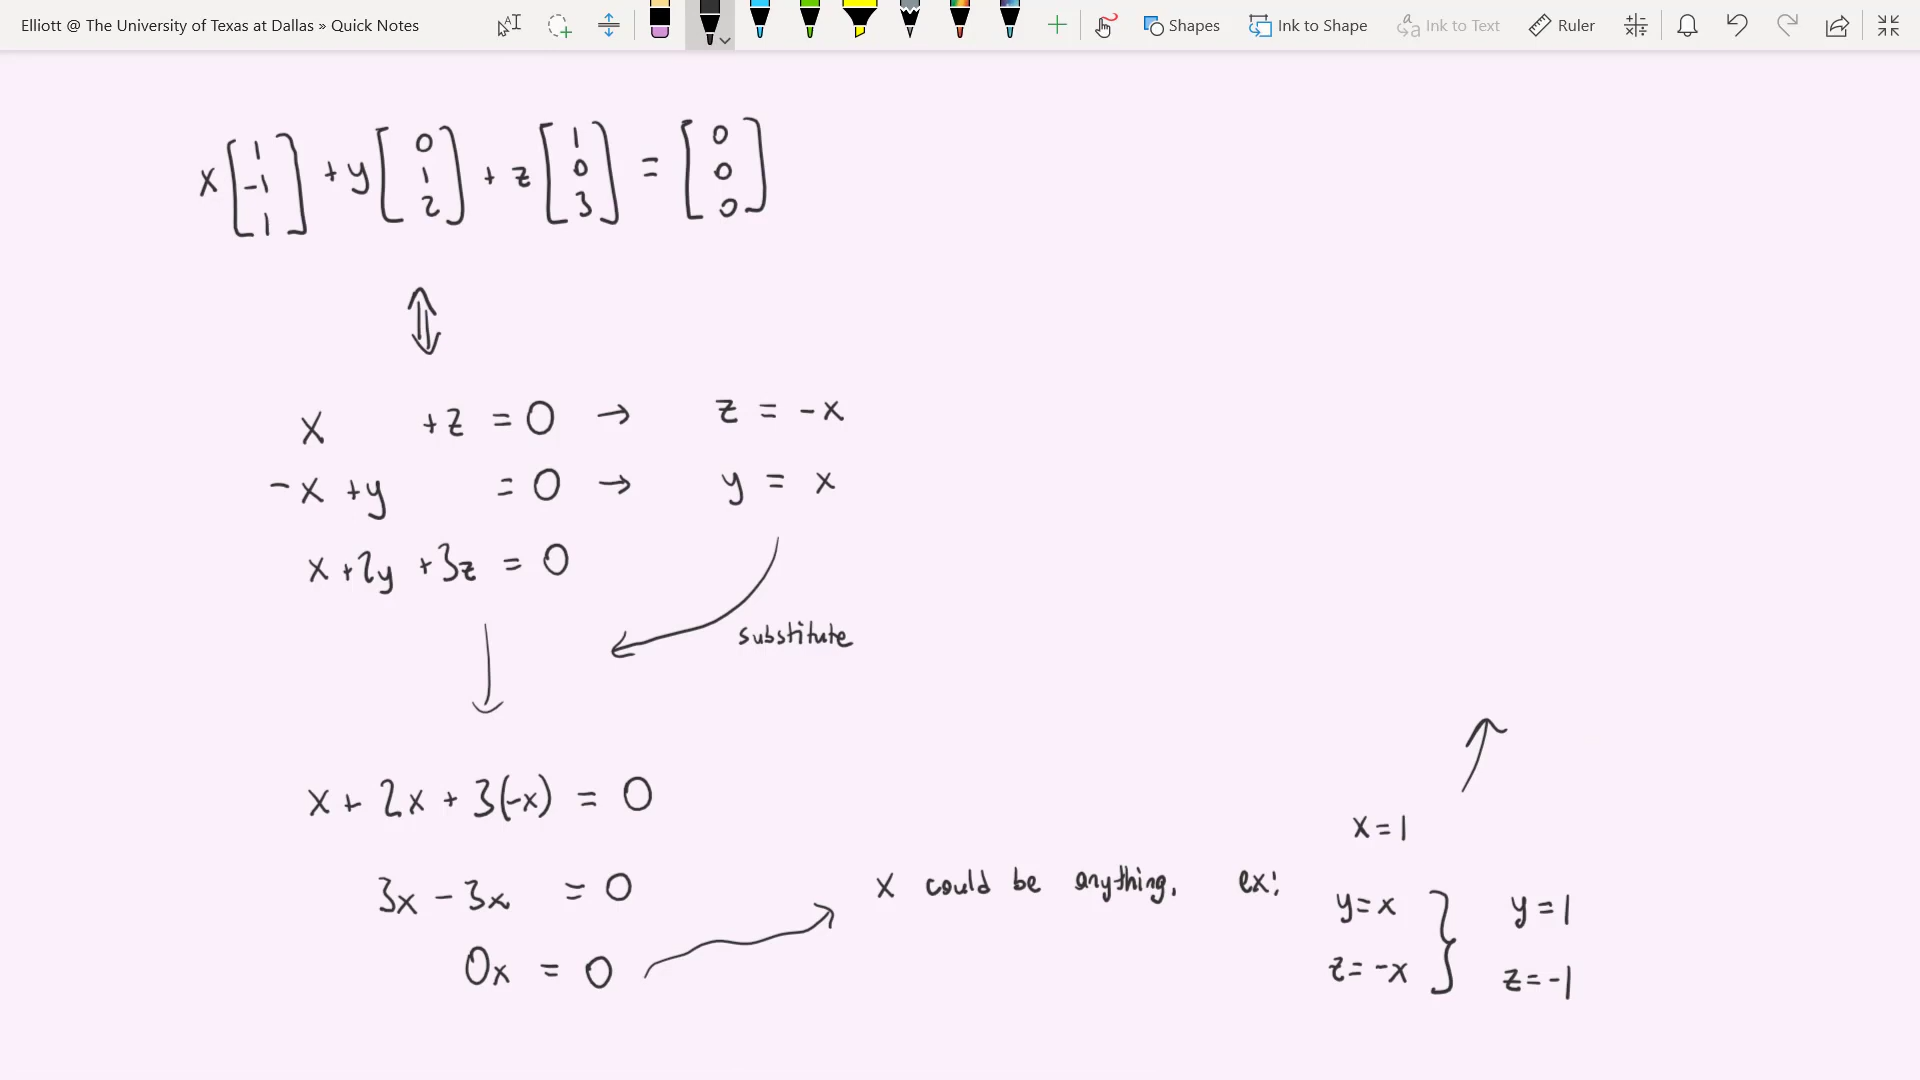 Elliott @ The University of Texas at Dallas » Quick Notes
Shapes Ink to Shape Ink to Text Ruler
x[1 -1 1] + y[0 1 2] + z[1 0 3] = [0 0 0]
⇕
x +z = 0 → z = -x
-x +y = 0 → y = x
x +2y +3z = 0
substitute
x + 2x + 3(-x) = 0
3x - 3x = 0
0x = 0
x could be anything. ex:
x = 1
y = x } y = 1
z = -x z = -1